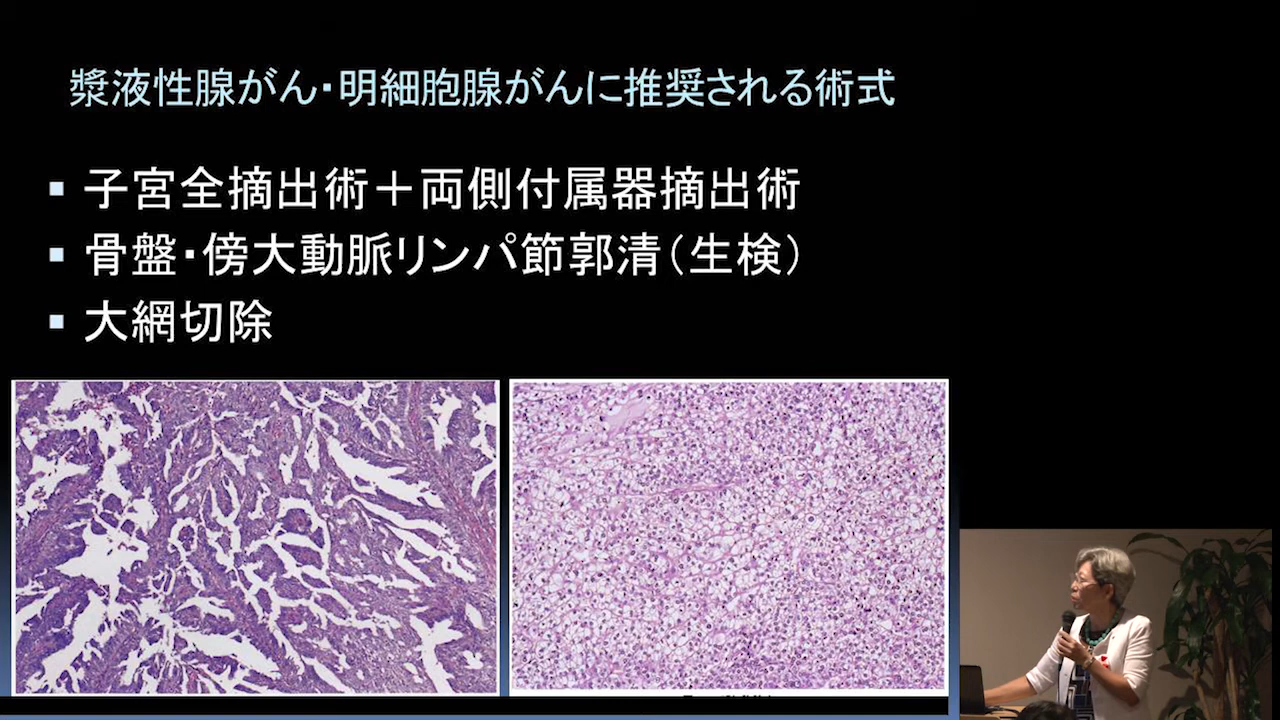 漿液性腺がん・明細胞腺がんに推奨される術式
▪ 子宮全摘出術＋両側付属器摘出術
▪ 骨盤・傍大動脈リンパ節郭清（生検）
▪ 大網切除